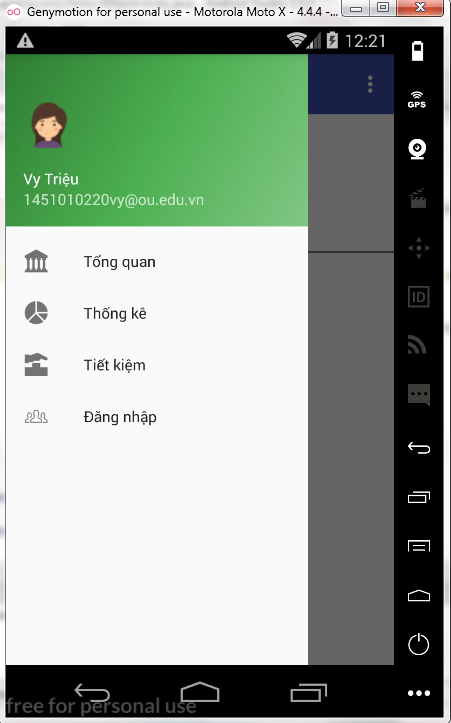 Genymotion for personal use - Motorola Moto X - 4.4.4 -...
12:21
GPS
Vy Triệu
1451010220vy@ou.edu.vn
Tổng quan
Thống kê
ID
Tiết kiệm
Đăng nhập
free for personal use